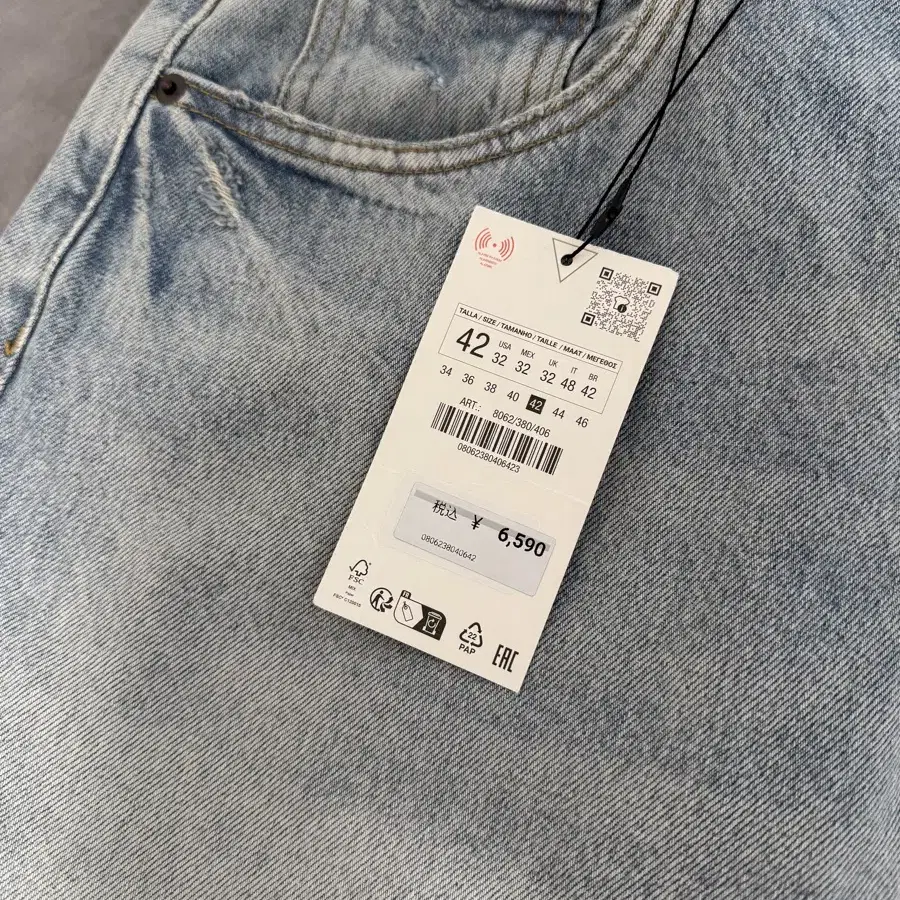 TALLA / SIZE / TAMANHO / TAILLE / MAAT / ΜΕΓΕΘΟΣ
42 USA 32 MEX 32 UK 32 IT 48 BR 42
34 36 38 40 42 44 46
ART.: 8062/380/406
08062380406423
税込 ¥ 6,590
0806238040642
FSC
MIX
FR
22
PAP
EAC